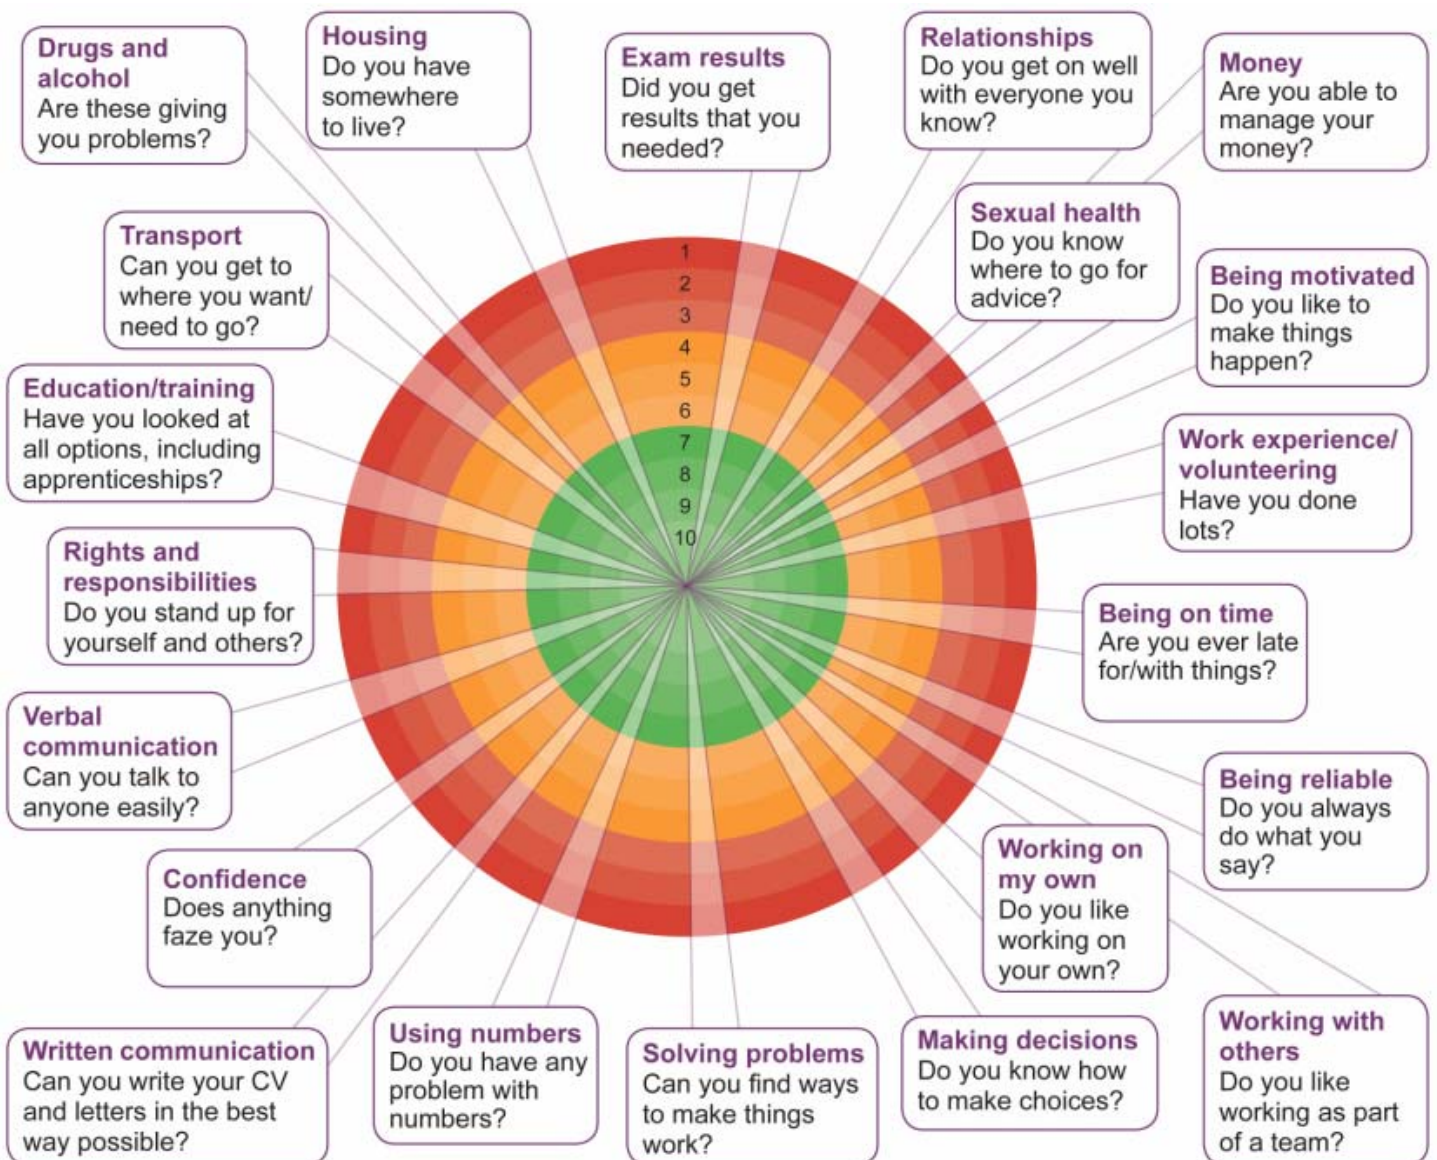 Drugs and
alcohol
Are these giving
you problems?
Housing
Do you have
somewhere
to live?
Exam results
Did you get
results that you
needed?
Relationships
Do you get on well
with everyone you
know?
Money
Are you able to
manage your
money?
Transport
Can you get to
where you want/
need to go?
Sexual health
Do you know
where to go for
advice?
Being motivated
Do you like to
make things
happen?
Education/training
Have you looked at
all options, including
apprenticeships?
1
2
3
4
5
6
7
8
9
10
Work experience/
volunteering
Have you done
lots?
Rights and
responsibilities
Do you stand up for
yourself and others?
Being on time
Are you ever late
for/with things?
Verbal
communication
Can you talk to
anyone easily?
Being reliable
Do you always
do what you
say?
Confidence
Does anything
faze you?
Working on
my own
Do you like
working on
your own?
Written communication
Can you write your CV
and letters in the best
way possible?
Using numbers
Do you have any
problem with
numbers?
Solving problems
Can you find ways
to make things
work?
Making decisions
Do you know how
to make choices?
Working with
others
Do you like
working as part
of a team?